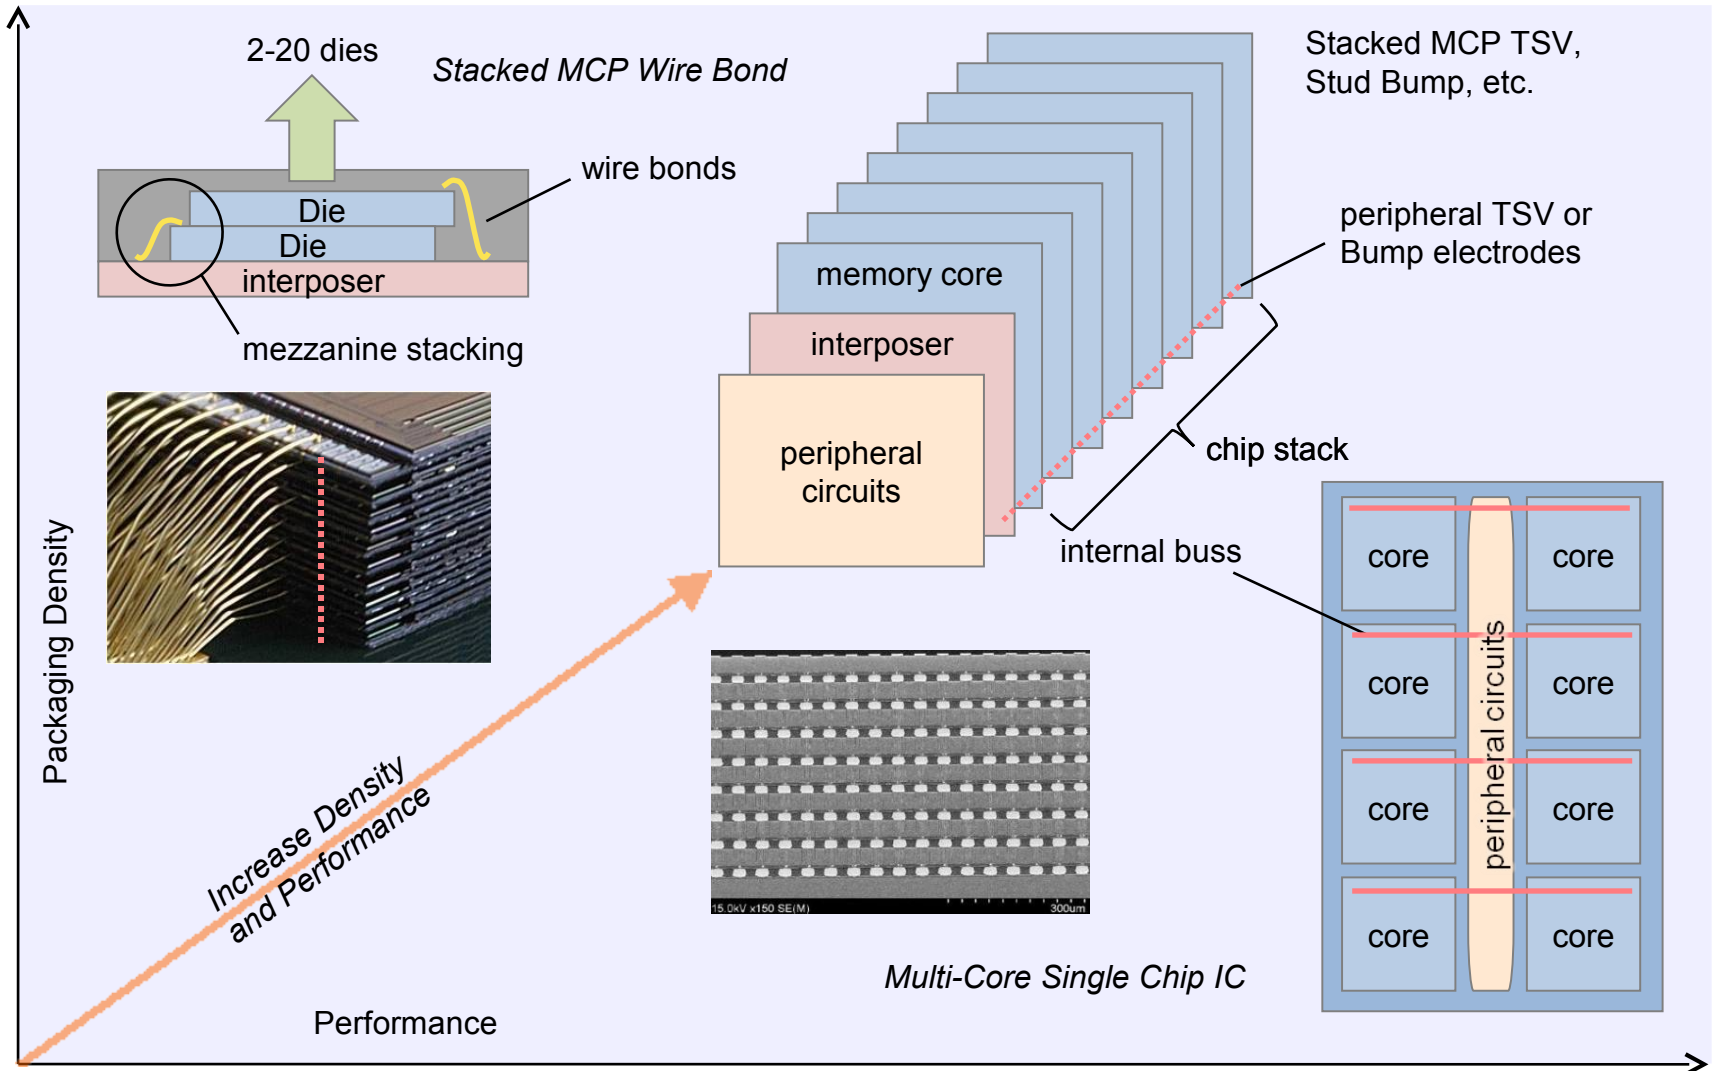 2-20 dies
Stacked MCP Wire Bond
Stacked MCP TSV,
Stud Bump, etc.
wire bonds
Die
Die
interposer
mezzanine stacking
peripheral TSV or
Bump electrodes
memory core
interposer
peripheral
circuits
chip stack
internal buss
core
core
core
core
core
core
core
core
peripheral circuits
Packaging Density
Increase Density
and Performance
15.0kV x150 SE(M)
300um
Multi-Core Single Chip IC
Performance